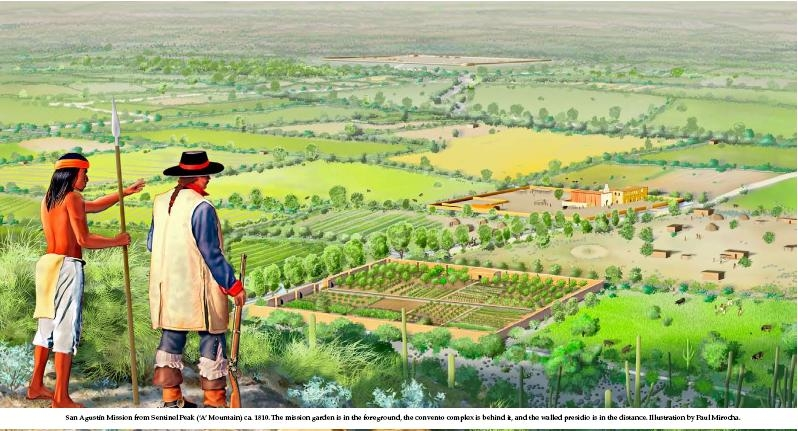 San Agustín Mission from Sentinel Peak ('A' Mountain) ca. 1810. The mission garden is in the foreground, the convento complex is behind it, and the walled presidio is in the distance. Illustration by Paul Mirocha.